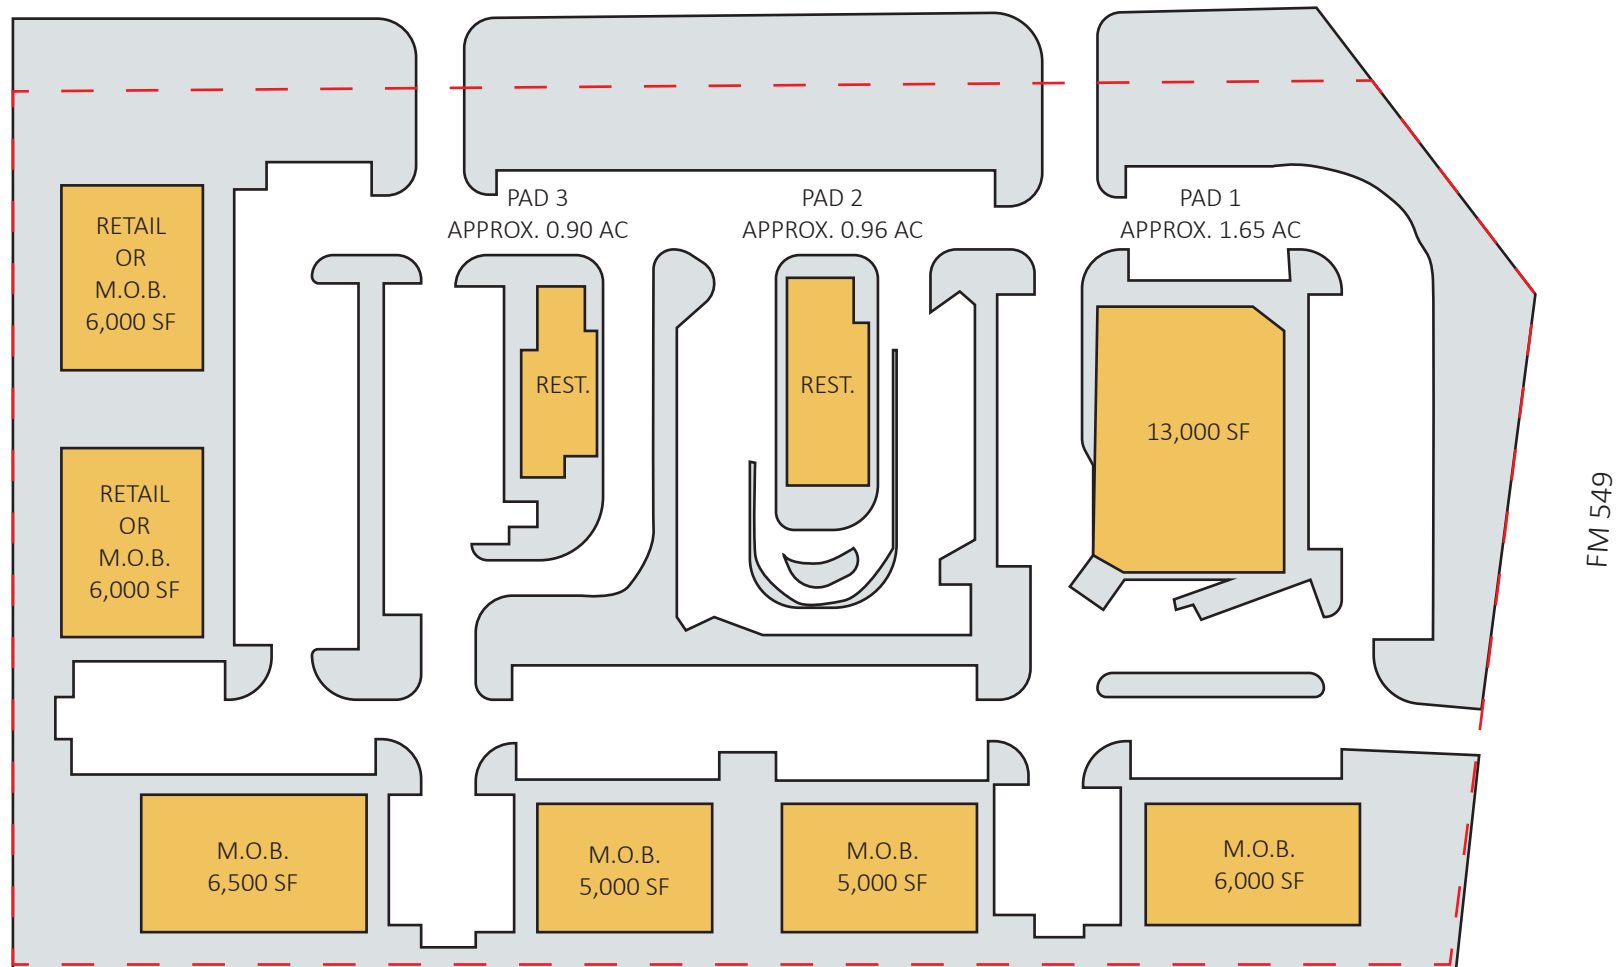 PAD 3
APPROX. 0.90 AC
PAD 2
APPROX. 0.96 AC
PAD 1
APPROX. 1.65 AC
RETAIL
OR
M.O.B.
6,000 SF
REST.
REST.
13,000 SF
RETAIL
OR
M.O.B.
6,000 SF
FM 549
M.O.B.
6,500 SF
M.O.B.
5,000 SF
M.O.B.
5,000 SF
M.O.B.
6,000 SF